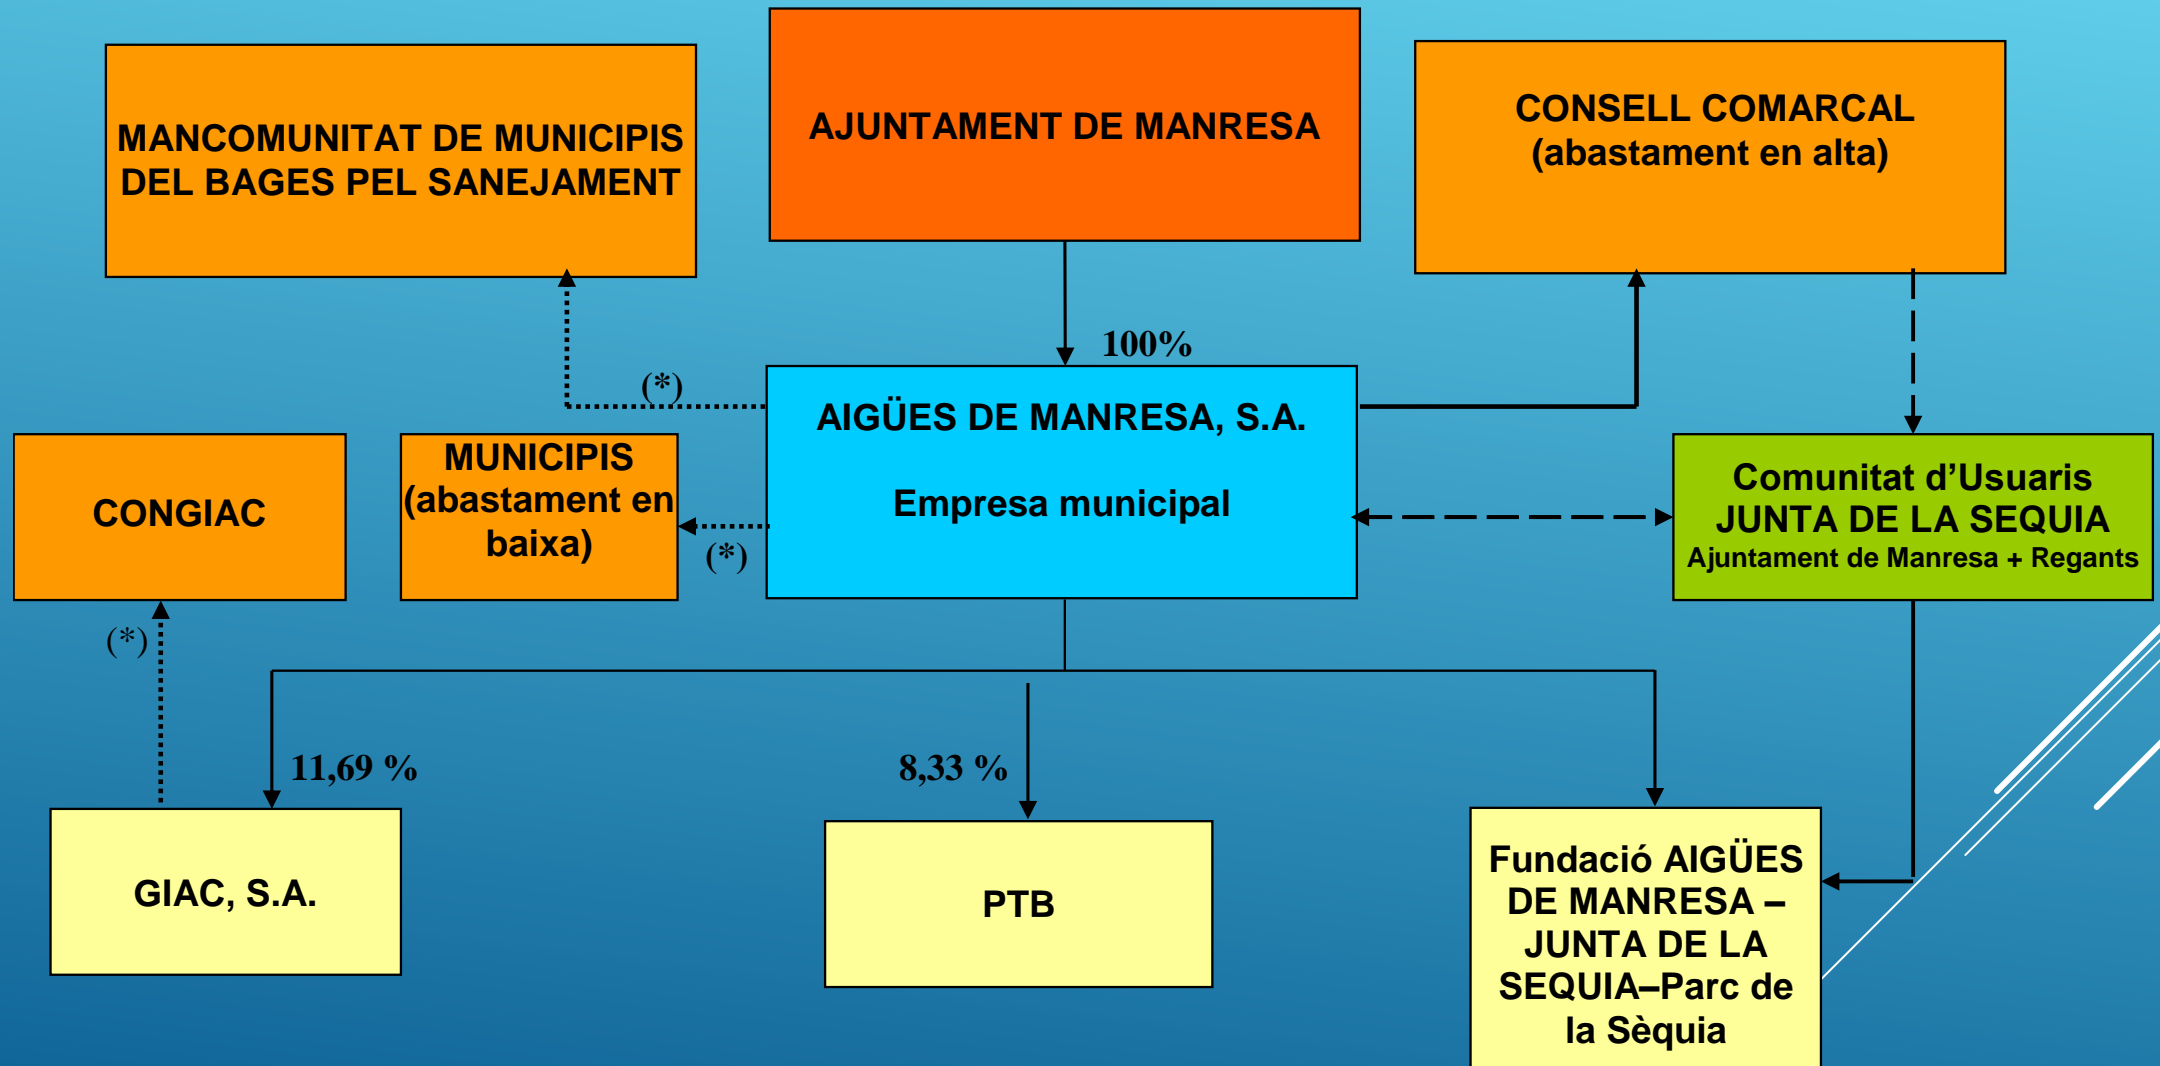 MANCOMUNITAT DE MUNICIPIS
DEL BAGES PEL SANEJAMENT
AJUNTAMENT DE MANRESA
CONSELL COMARCAL
(abastament en alta)
100%
(*)
AIGÜES DE MANRESA, S.A.
Empresa municipal
CONGIAC
MUNICIPIS
(abastament en
baixa)
(*)
Comunitat d’Usuaris
JUNTA DE LA SEQUIA
Ajuntament de Manresa + Regants
(*)
11,69 %
8,33 %
GIAC, S.A.
PTB
Fundació AIGÜES
DE MANRESA –
JUNTA DE LA
SEQUIA–Parc de
la Sèquia